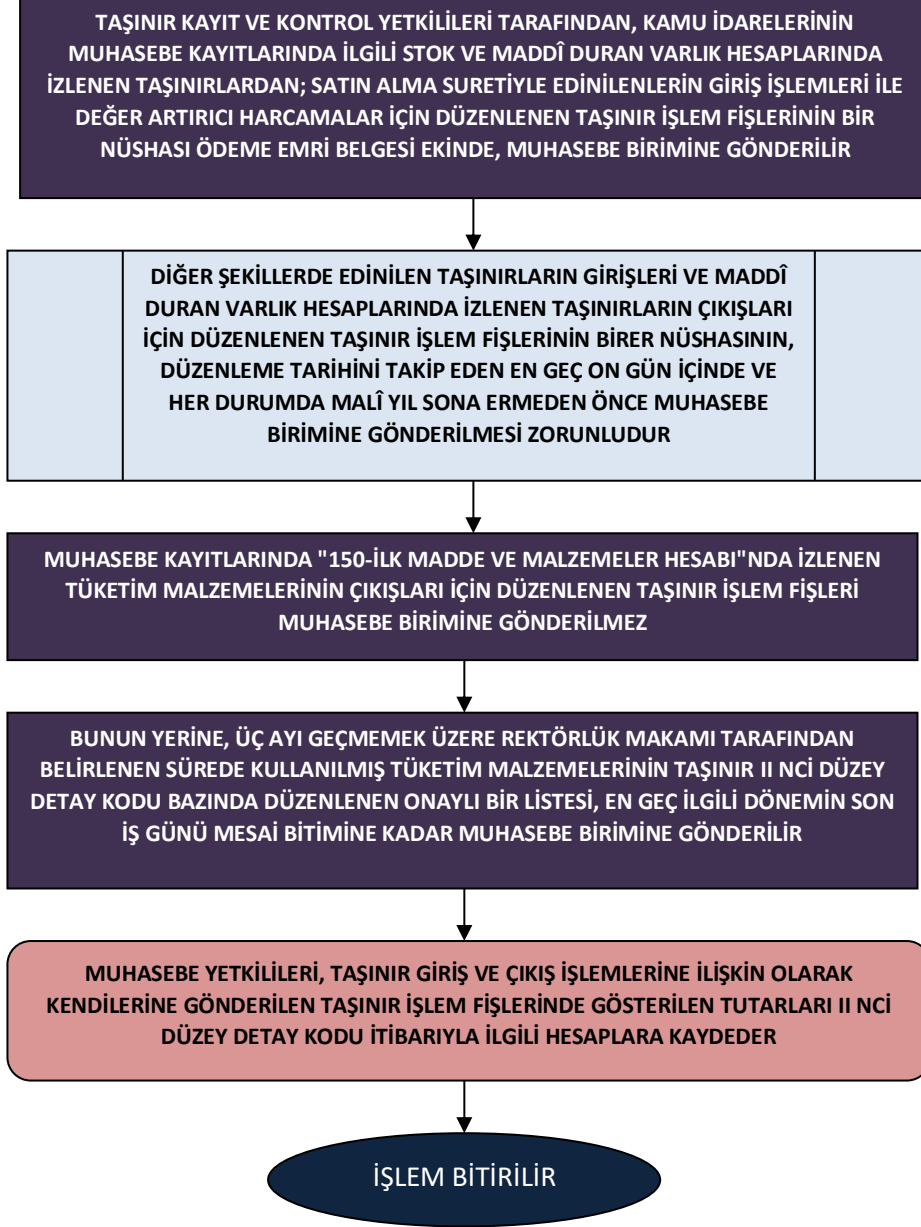 TAŞINIR KAYIT VE KONTROL YETKİLİLERİ TARAFINDAN, KAMU İDARELERİNİN
MUHASEBE KAYITLARINDA İLGİLİ STOK VE MADDÎ DURAN VARLIK HESAPLARINDA
İZLENEN TAŞINIRLARDAN; SATIN ALMA SURETİYLE EDİNİLENLERİN GİRİŞ İŞLEMLERİ İLE
DEĞER ARTIRICI HARCAMALAR İÇİN DÜZENLENEN TAŞINIR İŞLEM FİŞLERİNİN BİR
NÜSHASI ÖDEME EMRİ BELGESİ EKİNDE, MUHASEBE BİRİMİNE GÖNDERİLİR
DİĞER ŞEKİLLERDE EDİNİLEN TAŞINIRLARIN GİRİŞLERİ VE MADDÎ
DURAN VARLIK HESAPLARINDA İZLENEN TAŞINIRLARIN ÇIKIŞLARI
İÇİN DÜZENLENEN TAŞINIR İŞLEM FİŞLERİNİN BİRER NÜSHASININ,
DÜZENLEME TARİHİNİ TAKİP EDEN EN GEÇ ON GÜN İÇİNDE VE
HER DURUMDA MALÎ YIL SONA ERMEDEN ÖNCE MUHASEBE
BİRİMİNE GÖNDERİLMESİ ZORUNLUDUR
MUHASEBE KAYITLARINDA "150-İLK MADDE VE MALZEMELER HESABI"NDA İZLENEN
TÜKETİM MALZEMELERİNİN ÇIKIŞLARI İÇİN DÜZENLENEN TAŞINIR İŞLEM FİŞLERİ
MUHASEBE BİRİMİNE GÖNDERİLMEZ
BUNUN YERİNE, ÜÇ AYI GEÇMEMEK ÜZERE REKTÖRLÜK MAKAMI TARAFINDAN
BELİRLENEN SÜREDE KULLANILMIŞ TÜKETİM MALZEMELERİNİN TAŞINIR II NCİ DÜZEY
DETAY KODU BAZINDA DÜZENLENEN ONAYLI BİR LİSTESİ, EN GEÇ İLGİLİ DÖNEMİN SON
İŞ GÜNÜ MESAİ BİTİMİNE KADAR MUHASEBE BİRİMİNE GÖNDERİLİR
MUHASEBE YETKİLİLERİ, TAŞINIR GİRİŞ VE ÇIKIŞ İŞLEMLERİNE İLİŞKİN OLARAK
KENDİLERİNE GÖNDERİLEN TAŞINIR İŞLEM FİŞLERİNDE GÖSTERİLEN TUTARLARI II NCİ
DÜZEY DETAY KODU İTİBARIYLA İLGİLİ HESAPLARA KAYDEDER
İŞLEM BİTİRİLİR